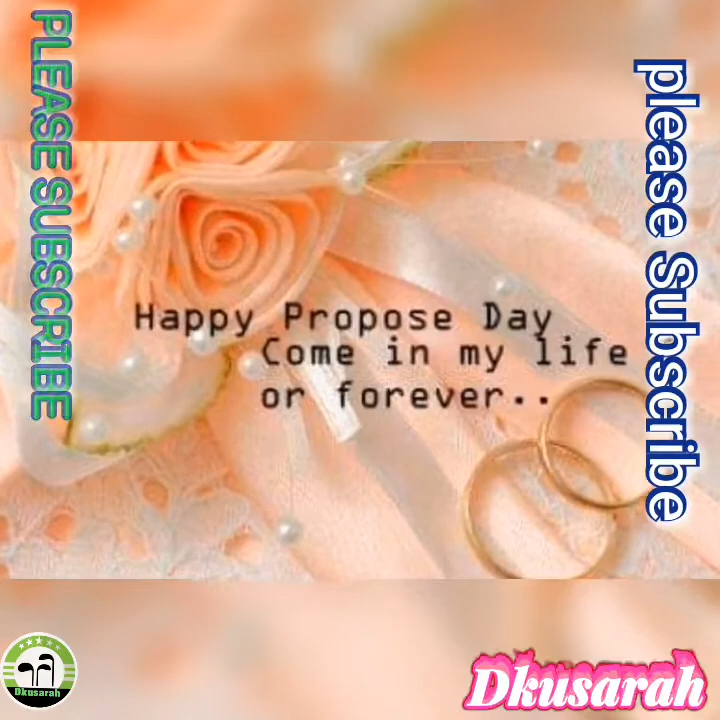 PLEASE SUBSCRIBE
please Subscribe
Happy Propose Day
Come in my life
or forever..
Dkusarah
Dkusarah